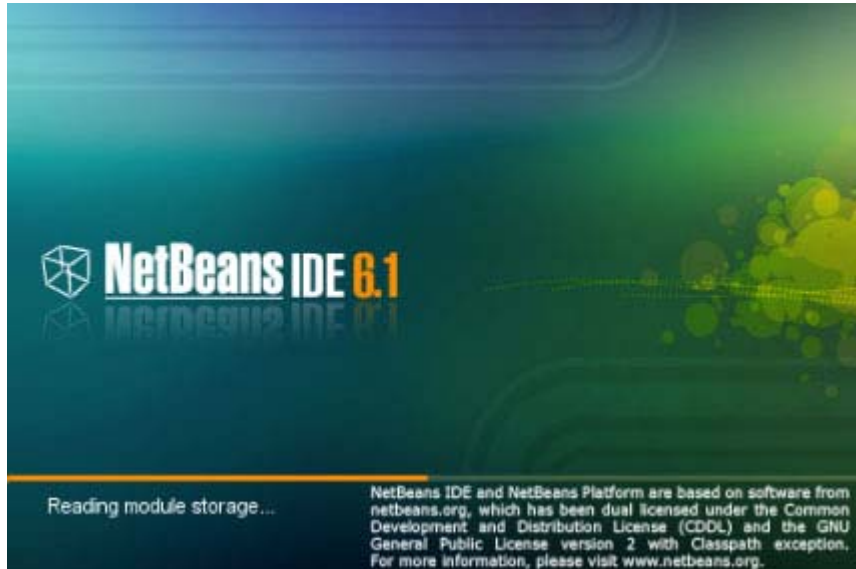 NetBeans IDE 6.1
Reading module storage...
NetBeans IDE and NetBeans Platform are based on software from
netbeans.org, which has been dual licensed under the Common
Development and Distribution License (CDDL) and the GNU
General Public License version 2 with Classpath exception.
For more information, please visit www.netbeans.org.